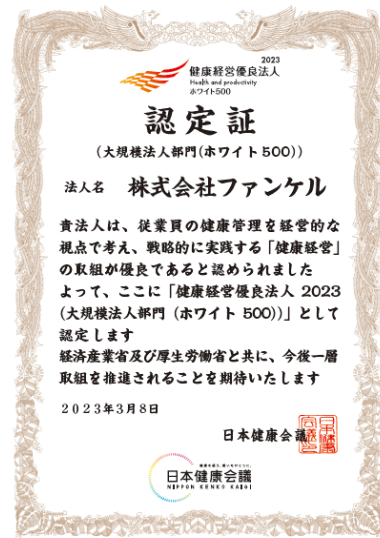 2023
健康経営優良法人
Health and productivity
ホワイト500
認定証
(大規模法人部門(ホワイト500))
法人名 株式会社ファンケル
貴法人は、従業員の健康管理を経営的な
視点で考え、戦略的に実践する「健康経営」
の取組が優良であると認められました
よって、ここに「健康経営優良法人 2023
(大規模法人部門 (ホワイト 500))」として
認定します
経済産業省及び厚生労働省と共に、今後一層
取組を推進されることを期待いたします
2023年3月8日
日本健康会議
日本健康会議
NIPPON KENKO KAIGI